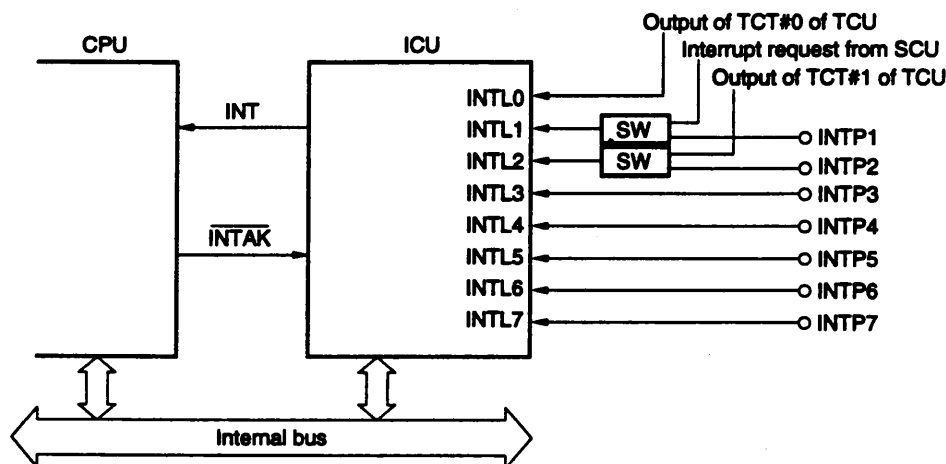 Output of TCT#0 of TCU
CPU
ICU
Interrupt request from SCU
Output of TCT#1 of TCU
INTL0
INT
INTL1
SW
INTP1
INTL2
SW
INTP2
INTL3
INTP3
INTL4
INTP4
INTAK
INTL5
INTP5
INTL6
INTP6
INTL7
INTP7
Internal bus